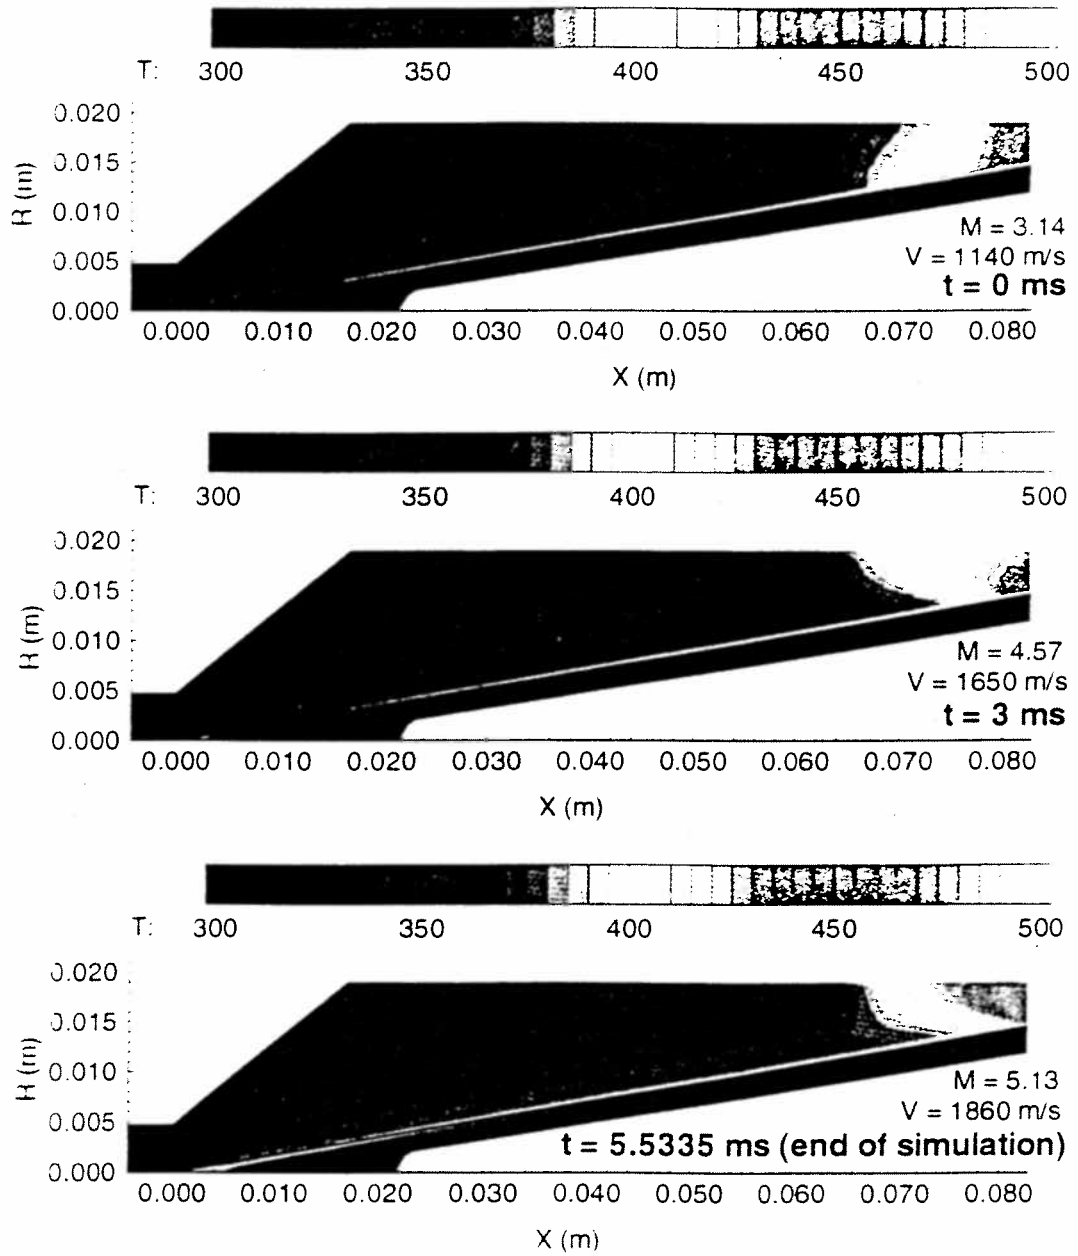 T: 300 350 400 450 500
0.020
0.015
0.010
0.005
0.000
R (m)
M = 3.14
V = 1140 m/s
t = 0 ms
0.000 0.010 0.020 0.030 0.040 0.050 0.060 0.070 0.080
X (m)
T: 300 350 400 450 500
0.020
0.015
0.010
0.005
0.000
R (m)
M = 4.57
V = 1650 m/s
t = 3 ms
0.000 0.010 0.020 0.030 0.040 0.050 0.060 0.070 0.080
X (m)
T: 300 350 400 450 500
0.020
0.015
0.010
0.005
0.000
R (m)
M = 5.13
V = 1860 m/s
t = 5.5335 ms (end of simulation)
0.000 0.010 0.020 0.030 0.040 0.050 0.060 0.070 0.080
X (m)